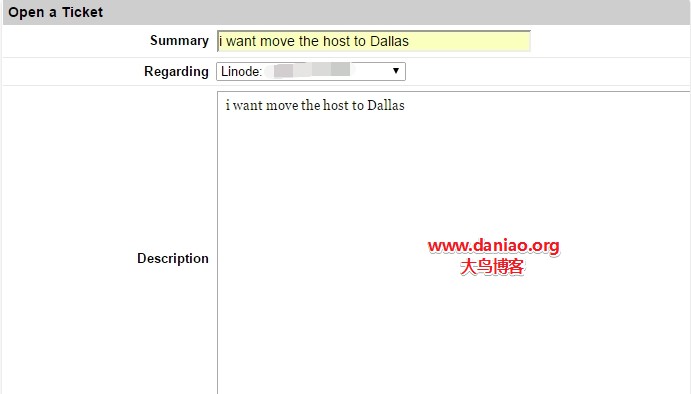 Open a Ticket
Summary i want move the host to Dallas
Regarding Linode:
i want move the host to Dallas
www.daniao.org
大鸟博客
Description